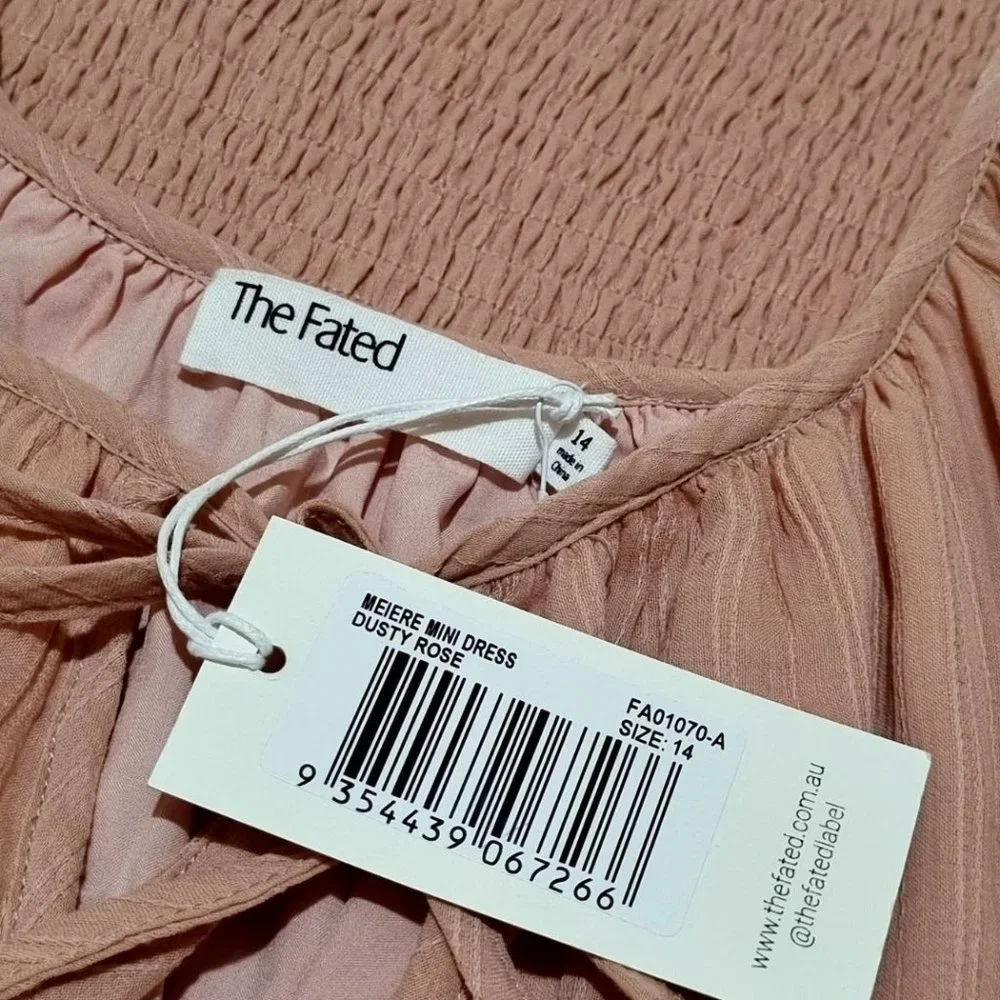 The Fated
14
made in
China
MEIERE MINI DRESS
DUSTY ROSE
FA01070-A
SIZE: 14
9 354439 067266
www.thefated.com.au
@thefatedlabel